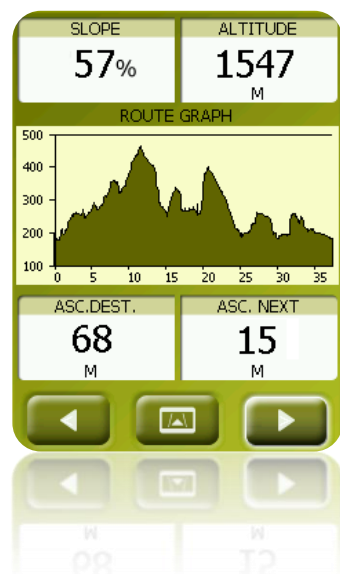 SLOPE ALTITUDE
57% 1547
M
ROUTE GRAPH
500
400
300
200
100
0 5 10 15 20 25 30 35
ASC.DEST. ASC. NEXT
68 15
M M